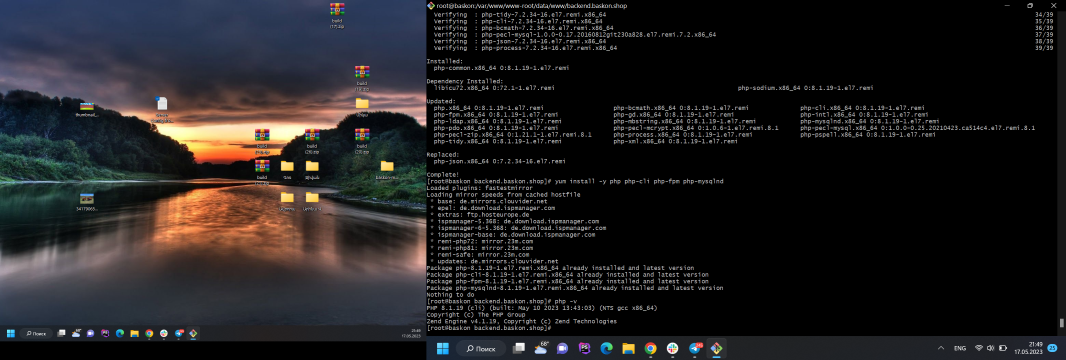 build
build
build
build
build
build
build
thumbnail...
34179065...
Поиск
21:49
17.05.2023
root@baskon:/var/www/www-root/data/www/backend.baskon.shop
Verifying  : php-tidy-7.2.34-16.el7.remi.x86_64 34/39
Verifying  : php-cli-7.2.34-16.el7.remi.x86_64 35/39
Verifying  : php-bcmath-7.2.34-16.el7.remi.x86_64 36/39
Verifying  : php-pecl-mysql-1.0.0-0.17.20160812git230a828.el7.remi.7.2.x86_64 37/39
Verifying  : php-json-7.2.34-16.el7.remi.x86_64 38/39
Verifying  : php-process-7.2.34-16.el7.remi.x86_64 39/39
Installed:
php-common.x86_64 0:8.1.19-1.el7.remi
Dependency Installed:
libicu72.x86_64 0:72.1-1.el7.remi php-sodium.x86_64 0:8.1.19-1.el7.remi
Updated:
php.x86_64 0:8.1.19-1.el7.remi php-bcmath.x86_64 0:8.1.19-1.el7.remi php-cli.x86_64 0:8.1.19-1.el7.remi
php-fpm.x86_64 0:8.1.19-1.el7.remi php-gd.x86_64 0:8.1.19-1.el7.remi php-intl.x86_64 0:8.1.19-1.el7.remi
php-ldap.x86_64 0:8.1.19-1.el7.remi php-mbstring.x86_64 0:8.1.19-1.el7.remi php-mysqlnd.x86_64 0:8.1.19-1.el7.remi
php-pdo.x86_64 0:8.1.19-1.el7.remi php-pecl-mcrypt.x86_64 0:1.0.6-1.el7.remi.8.1 php-pecl-mysql.x86_64 0:1.0.0-0.25.20210423.ca514c4.el7.remi.8.1
php-pecl-zip.x86_64 0:1.21.1-1.el7.remi.8.1 php-process.x86_64 0:8.1.19-1.el7.remi php-pspell.x86_64 0:8.1.19-1.el7.remi
php-tidy.x86_64 0:8.1.19-1.el7.remi php-xml.x86_64 0:8.1.19-1.el7.remi
Replaced:
php-json.x86_64 0:7.2.34-16.el7.remi
Complete!
[root@baskon backend.baskon.shop]# yum install -y php php-cli php-fpm php-mysqlnd
Loaded plugins: fastestmirror
Loading mirror speeds from cached hostfile
* base: de.mirrors.clouvider.net
* epel: de.download.ispmanager.com
* extras: ftp.hosteurope.de
* ispmanager-5.368: de.download.ispmanager.com
* ispmanager-6-5.368: de.download.ispmanager.com
* ispmanager-base: de.download.ispmanager.com
* remi-php72: mirror.23m.com
* remi-php81: mirror.23m.com
* remi-safe: mirror.23m.com
* updates: de.mirrors.clouvider.net
Package php-8.1.19-1.el7.remi.x86_64 already installed and latest version
Package php-cli-8.1.19-1.el7.remi.x86_64 already installed and latest version
Package php-fpm-8.1.19-1.el7.remi.x86_64 already installed and latest version
Package php-mysqlnd-8.1.19-1.el7.remi.x86_64 already installed and latest version
Nothing to do
[root@baskon backend.baskon.shop]# php -v
PHP 8.1.19 (cli) (built: May 10 2023 13:43:03) (NTS gcc x86_64)
Copyright (c) The PHP Group
Zend Engine v4.1.19, Copyright (c) Zend Technologies
[root@baskon backend.baskon.shop]#
Поиск
68°
PS
ENG
21:49
17.05.2023